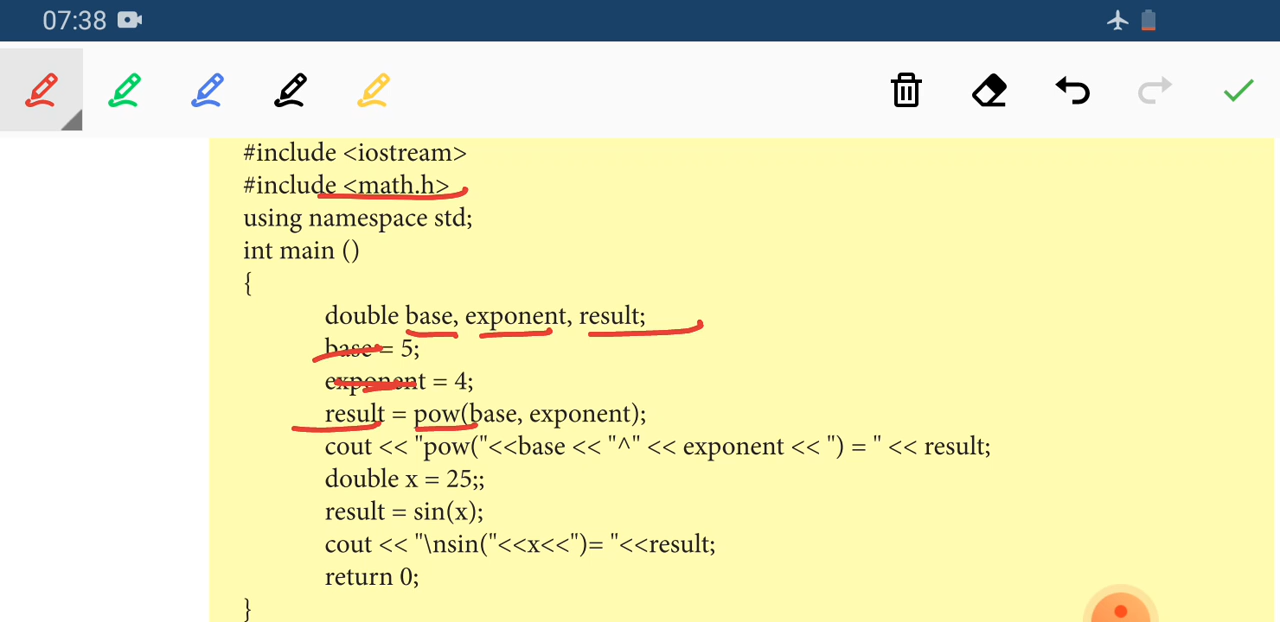 07:38
#include <iostream>
#include <math.h>
using namespace std;
int main ()
{
double base, exponent, result;
base = 5;
exponent = 4;
result = pow(base, exponent);
cout << "pow("<<base << "^" << exponent << ") = " << result;
double x = 25;;
result = sin(x);
cout << "\nsin("<<x<<")= "<<result;
return 0;
}